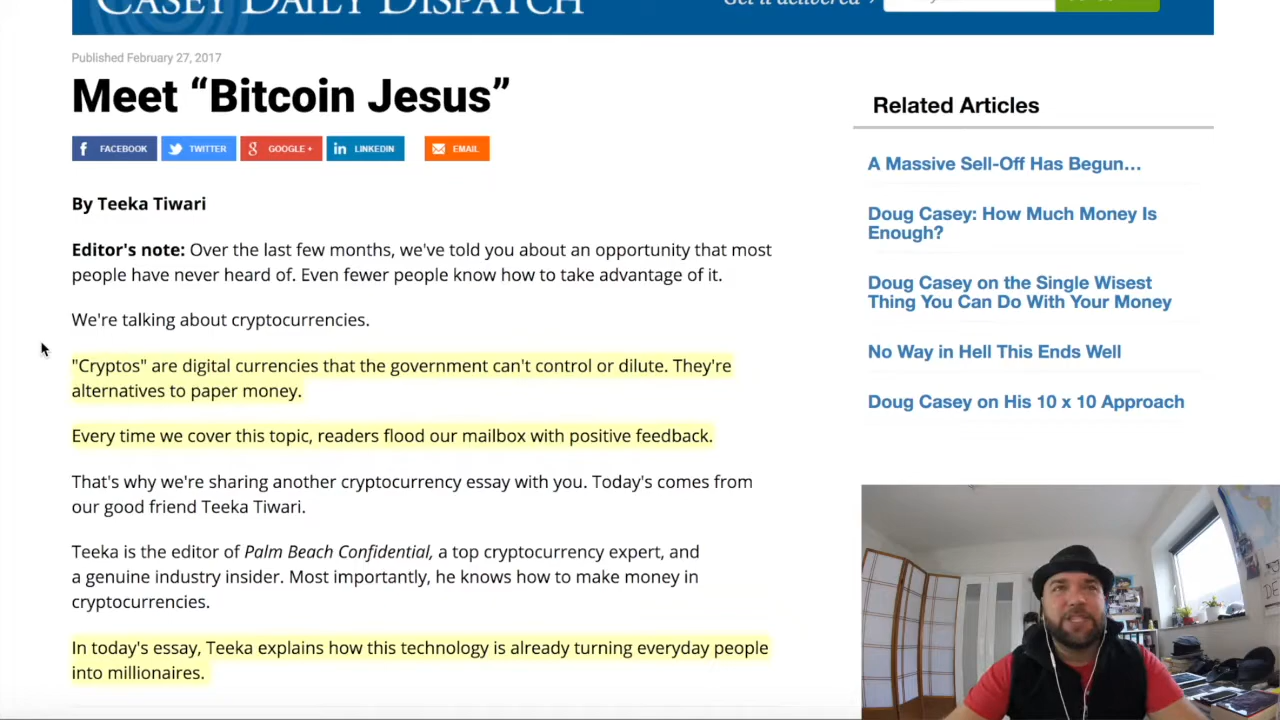 CASEY DAILY DISPATCH
Get it delivered
Published February 27, 2017
Meet “Bitcoin Jesus”
FACEBOOK
TWITTER
GOOGLE +
LINKEDIN
EMAIL
By Teeka Tiwari
Editor's note: Over the last few months, we've told you about an opportunity that most
people have never heard of. Even fewer people know how to take advantage of it.
We're talking about cryptocurrencies.
"Cryptos" are digital currencies that the government can't control or dilute. They're
alternatives to paper money.
Every time we cover this topic, readers flood our mailbox with positive feedback.
That's why we're sharing another cryptocurrency essay with you. Today's comes from
our good friend Teeka Tiwari.
Teeka is the editor of Palm Beach Confidential, a top cryptocurrency expert, and
a genuine industry insider. Most importantly, he knows how to make money in
cryptocurrencies.
In today's essay, Teeka explains how this technology is already turning everyday people
into millionaires.
Related Articles
A Massive Sell-Off Has Begun…
Doug Casey: How Much Money Is
Enough?
Doug Casey on the Single Wisest
Thing You Can Do With Your Money
No Way in Hell This Ends Well
Doug Casey on His 10 x 10 Approach